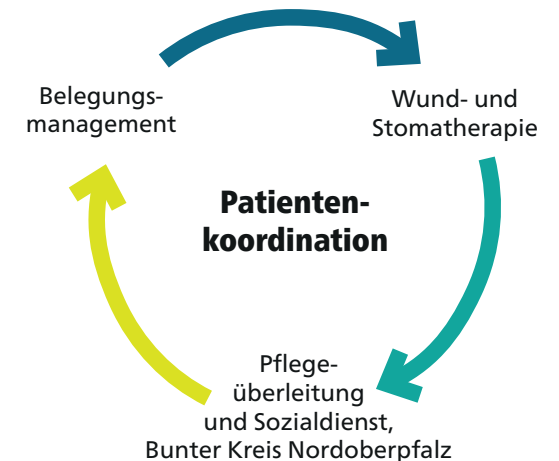 Belegungs-
management
Wund- und
Stomatherapie
Patienten-
koordination
Pflege-
überleitung
und Sozialdienst,
Bunter Kreis Nordoberpfalz